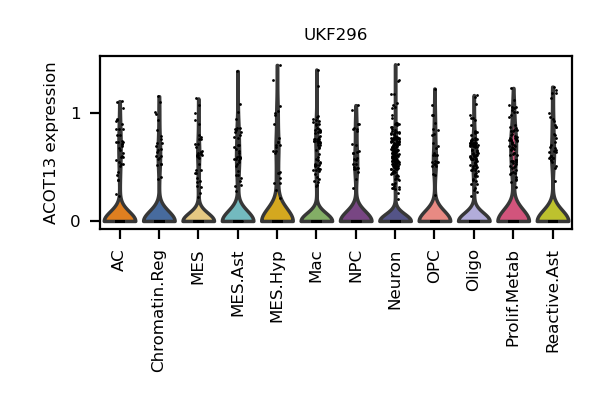 UKF296
ACOT13 expression
1
0
AC
Chromatin.Reg
MES
MES.Ast
MES.Hyp
Mac
NPC
Neuron
OPC
Oligo
Prolif.Metab
Reactive.Ast